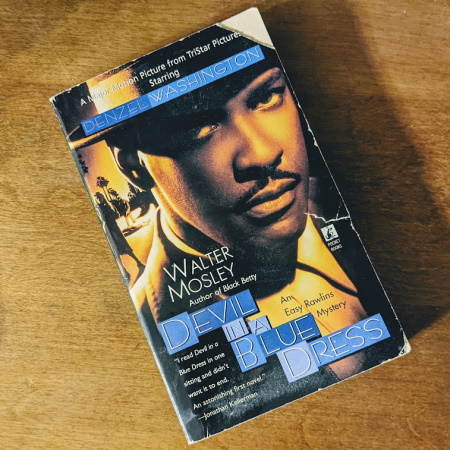 A Major Motion Picture from TriStar Pictures
Starring
DENZEL WASHINGTON
WALTER
MOSLEY
Author of Black Betty
DEVIL
IN A
BLUE
DRESS
An
Easy Rawlins
Mystery
POCKET
BOOKS
"I read Devil in a
Blue Dress in one
sitting and didn't
want it to end.
An astonishing first novel."
—Jonathan Kellerman